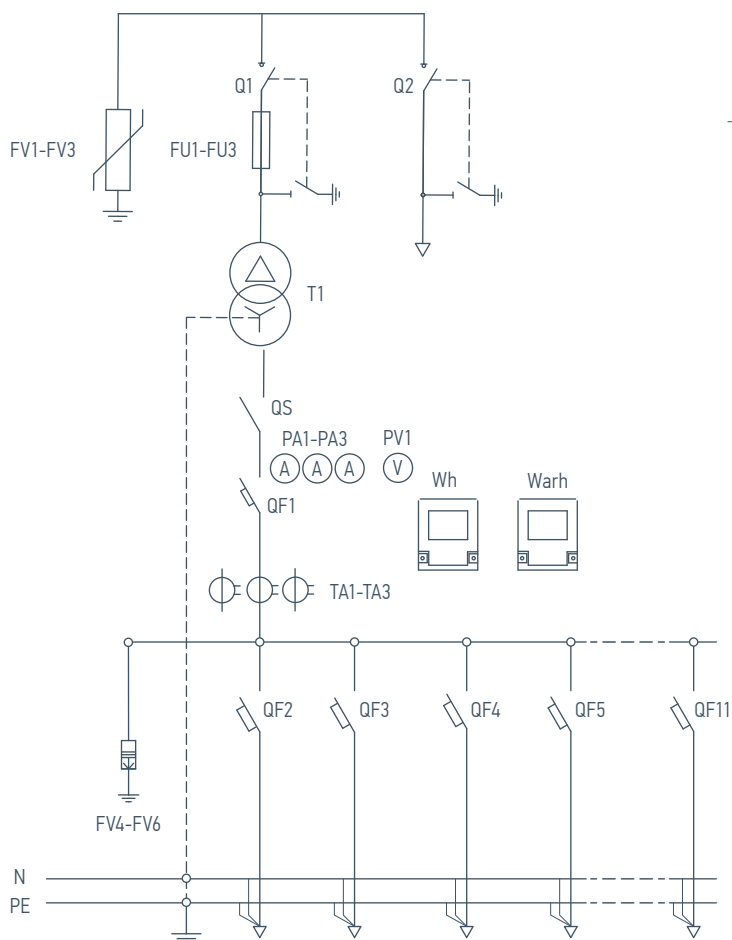 Q1
Q2
FV1-FV3
FU1-FU3
T1
QS
PA1-PA3
PV1
A
A
A
V
Wh
Warh
QF1
TA1-TA3
QF2
QF3
QF4
QF5
QF11
FV4-FV6
N
PE